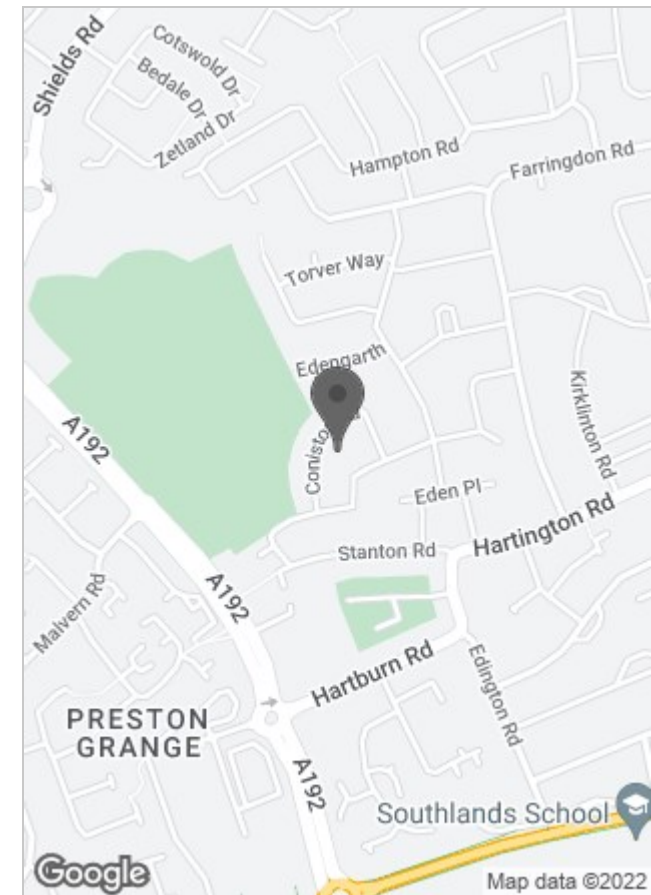 Shields Rd
Cotswold Dr
Bedale Dr
Zetland Dr
Hampton Rd
Farringdon Rd
Torver Way
Edengarth
A192
Kirklinton Rd
Eden Pl
Hartington Rd
Stanton Rd
Malvern Rd
A192
Hartburn Rd
Edington Rd
PRESTON
GRANGE
A192
Southlands School
Google
Map data ©2022